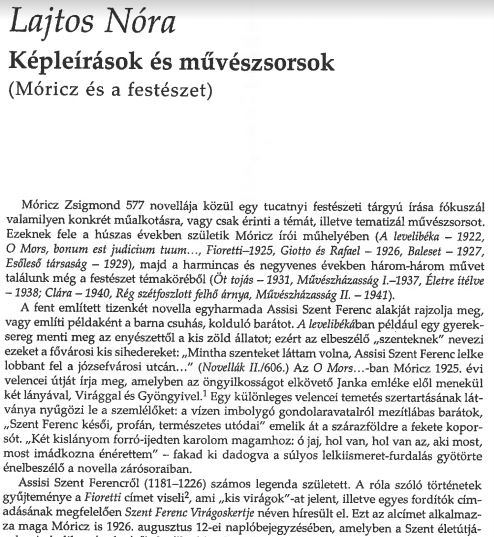 Lajtos Nóra
Képleírások és művészsorsok
(Móricz és a festészet)
Móricz Zsigmond 577 novellája közül egy tucatnyi festészeti tárgyú írása fókuszál
valamilyen konkrét műalkotásra, vagy csak érinti a témát, illetve tematizál művészsorsot.
Ezeknek fele a húszas években születik Móricz írói műhelyében (A levelibéka – 1922,
O Mors, bonum est judicium tuum..., Fioretti–1925, Giotto és Rafael - 1926, Baleset - 1927,
Esőleső társaság - 1929), majd a harmincas és negyvenes években három-három művet
találunk még a festészet témaköréből (Öt tojás - 1931, Művészházasság I.–1937, Életre ítélve
- 1938; Clára - 1940, Rég szétfoszlott felhő árnya, Művészházasság II. - 1941).
A fent említett tizenkét novella egyharmada Assisi Szent Ferenc alakját rajzolja meg,
vagy említi példaként a barna csuhás, kolduló barátot. A levelibékában például egy gyerek-
sereg menti meg az enyészettől a kis zöld állatot; ezért az elbeszélő „szenteknek" nevezi
ezeket a fővárosi kis sihedereket: „Mintha szenteket láttam volna, Assisi Szent Ferenc lelke
lobbant fel a józsefvárosi utcán..." (Novellák II./606.) Az O Mors...-ban Móricz 1925. évi
velencei útját írja meg, amelyben az öngyilkosságot elkövető Janka emléke elől menekül
két lányával, Virággal és Gyöngyivel.¹ Egy különleges velencei temetés szertartásának lát-
ványa nyűgözi le a szemlélőket: a vízen imbolygó gondolaravatalról mezítlábas barátok,
„Szent Ferenc késői, profán, természetes utódai" emelik át a szárazföldre a fekete kopor-
sót. „Két kislányom forró-ijedten karolom magamhoz: ó jaj, hol van, hol van az, aki most,
most imádkozna énérettem" – fakad ki dadogva a súlyos lelkiismeret-furdalás gyötörte
énelbeszélő a novella zárósoraiban.
Assisi Szent Ferencről (1181–1226) számos legenda született. A róla szóló történetek
gyűjteménye a Fioretti címet viseli², ami „kis virágok"-at jelent, illetve egyes fordítók cím-
adásának megfelelően Szent Ferenc Virágoskertje néven híresült el. Ezt az alcímet alkalmaz-
za maga Móricz is 1926. augusztus 12-ei naplóbejegyzésében, amelyben a Szent életútjá-